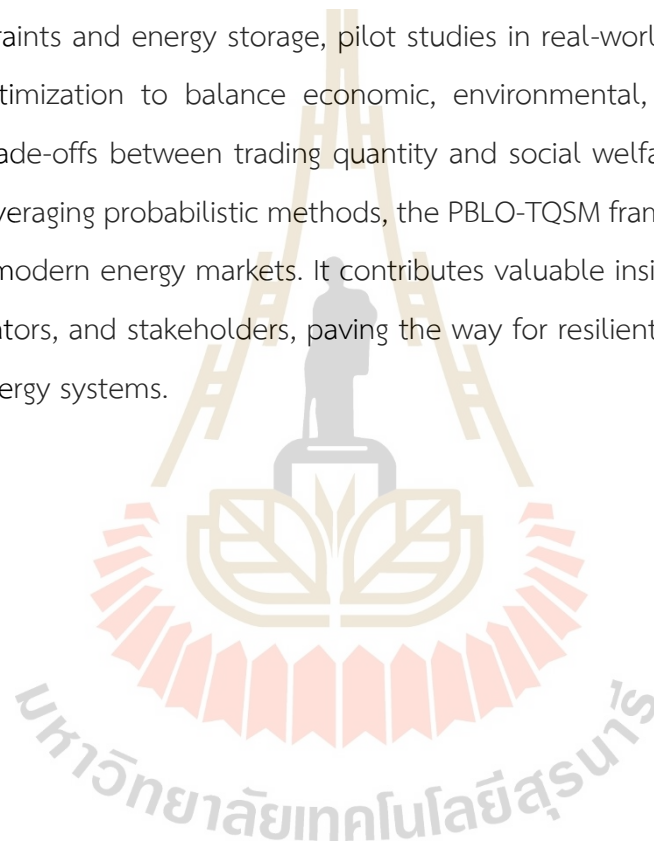 raints and energy storage, pilot studies in real-worl
timization to balance economic, environmental,
ade-offs between trading quantity and social welfa
veraging probabilistic methods, the PBLO-TQSM fran
modern energy markets. It contributes valuable insi
ators, and stakeholders, paving the way for resilient
ergy systems.
มหาวิทยาลัยเทคโนโลยีสุรนารี